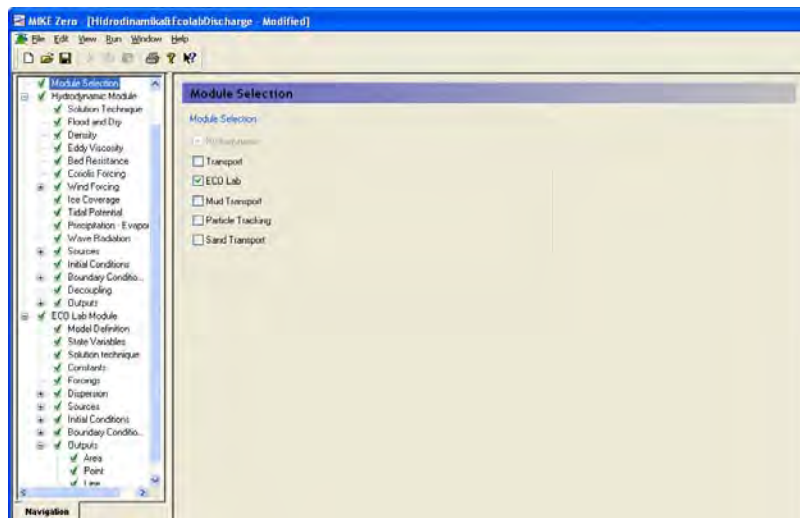 MIKE Zero - [Hidrodinamika&EcolabDischarge - Modified]
File Edit View Run Window Help
Module Selection
Hydrodynamic Module
Solution Technique
Flood and Dry
Density
Eddy Viscosity
Bed Resistance
Coriolis Forcing
Wind Forcing
Ice Coverage
Tidal Potential
Precipitation - Evapor
Wave Radiation
Sources
Initial Conditions
Boundary Conditio...
Decoupling
Outputs
ECO Lab Module
Model Definition
State Variables
Solution technique
Constants
Forcings
Dispersion
Sources
Initial Conditions
Boundary Conditio...
Outputs
Area
Point
Line
Navigation
Module Selection
Module Selection
Hydrodynamic
Transport
ECO Lab
Mud Transport
Particle Tracking
Sand Transport